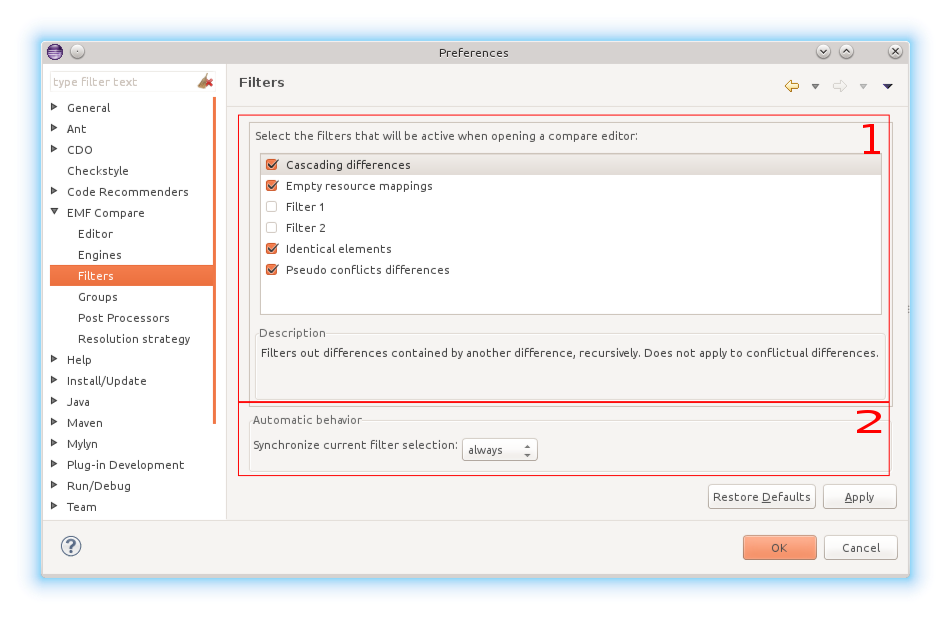 Preferences
type filter text
General
Ant
CDO
Checkstyle
Code Recommenders
EMF Compare
Editor
Engines
Filters
Groups
Post Processors
Resolution strategy
Help
Install/Update
Java
Maven
Mylyn
Plug-in Development
Run/Debug
Team
Filters
1
Select the filters that will be active when opening a compare editor:
Cascading differences
Empty resource mappings
Filter 1
Filter 2
Identical elements
Pseudo conflicts differences
Description
Filters out differences contained by another difference, recursively. Does not apply to conflictual differences.
2
Automatic behavior
Synchronize current filter selection: always
Restore Defaults Apply
? OK Cancel